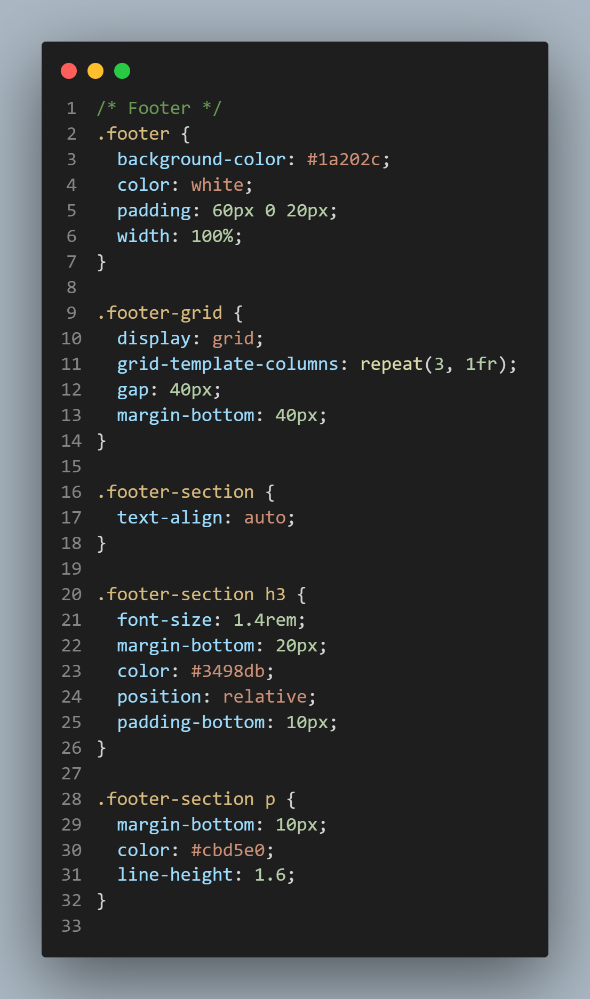 1 /* Footer */
2 .footer {
3   background-color: #1a202c;
4   color: white;
5   padding: 60px 0 20px;
6   width: 100%;
7 }
8
9 .footer-grid {
10   display: grid;
11   grid-template-columns: repeat(3, 1fr);
12   gap: 40px;
13   margin-bottom: 40px;
14 }
15
16 .footer-section {
17   text-align: auto;
18 }
19
20 .footer-section h3 {
21   font-size: 1.4rem;
22   margin-bottom: 20px;
23   color: #3498db;
24   position: relative;
25   padding-bottom: 10px;
26 }
27
28 .footer-section p {
29   margin-bottom: 10px;
30   color: #cbd5e0;
31   line-height: 1.6;
32 }
33